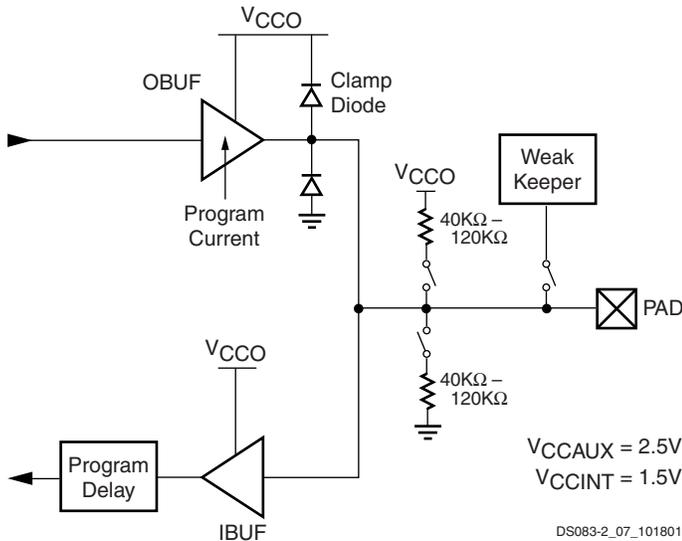 VCCO
OBUF
Clamp
Diode
Program
Current
VCCO
40KΩ –
120KΩ
Weak
Keeper
PAD
40KΩ –
120KΩ
VCCO
Program
Delay
IBUF
VCCAUX = 2.5V
VCCINT = 1.5V
DS083-2_07_101801